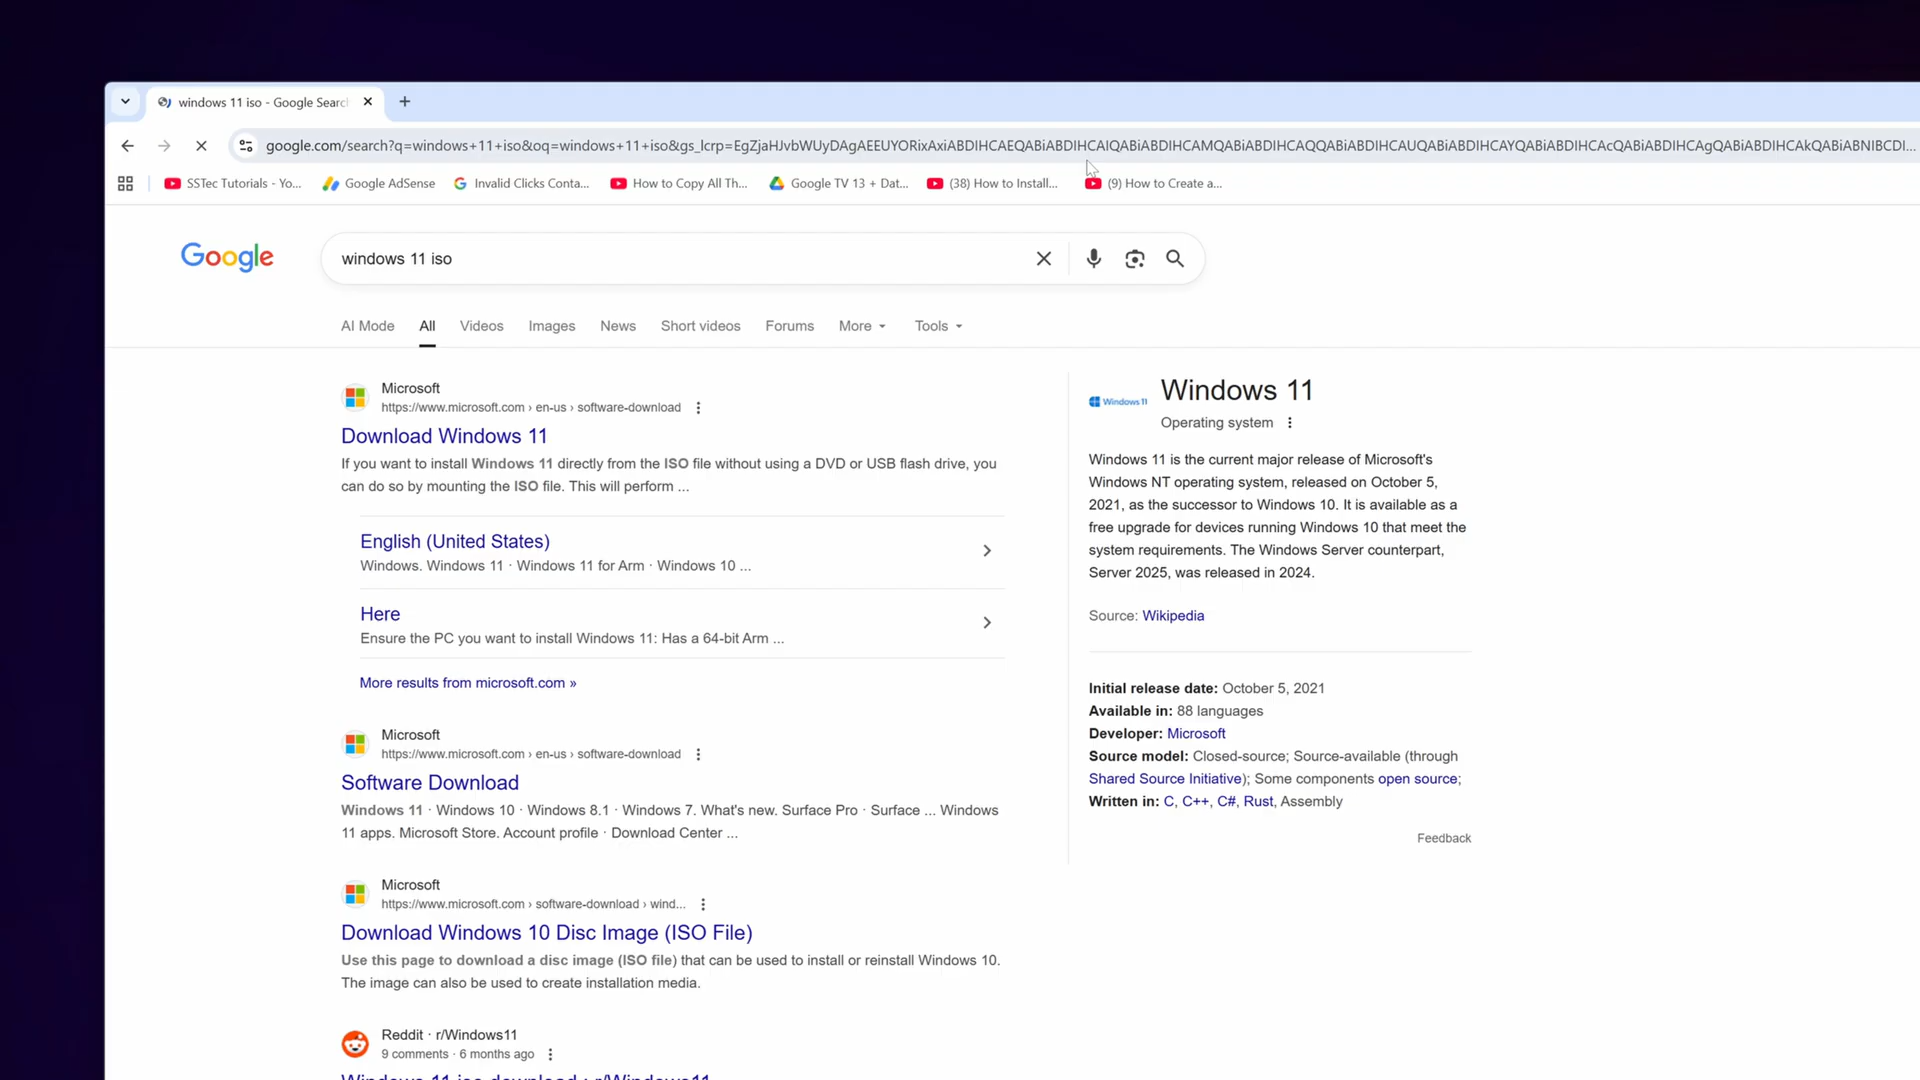 windows 11 iso - Google Searc
google.com/search?q=windows+11+iso&oq=windows+11+iso&gs_lcrp=EgZjaHJvbWUyDAgAEEUYORixAxiABDIHCAEQABiABDIHCAIQABiABDIHCAMQABiABDIHCAQQABiABDIHCAUQABiABDIHCAYQABiABDIHCAcQABiABDIHCAgQABiABDIHCAkQABiABNIBCDI...
SSTec Tutorials - Yo...
Google AdSense
Invalid Clicks Conta...
How to Copy All Th...
Google TV 13 + Dat...
(38) How to Install...
(9) How to Create a...
Google
windows 11 iso
AI Mode
All
Videos
Images
News
Short videos
Forums
More
Tools
Microsoft
https://www.microsoft.com › en-us › software-download
Download Windows 11
If you want to install Windows 11 directly from the ISO file without using a DVD or USB flash drive, you
can do so by mounting the ISO file. This will perform ...
English (United States)
Windows. Windows 11 · Windows 11 for Arm · Windows 10 ...
Here
Ensure the PC you want to install Windows 11: Has a 64-bit Arm ...
More results from microsoft.com »
Microsoft
https://www.microsoft.com › en-us › software-download
Software Download
Windows 11 · Windows 10 · Windows 8.1 · Windows 7. What's new. Surface Pro · Surface ... Windows
11 apps. Microsoft Store. Account profile · Download Center ...
Microsoft
https://www.microsoft.com › software-download › wind...
Download Windows 10 Disc Image (ISO File)
Use this page to download a disc image (ISO file) that can be used to install or reinstall Windows 10.
The image can also be used to create installation media.
Reddit · r/Windows11
9 comments · 6 months ago
Windows 11 iso download : r/Windows11
Windows 11
Windows 11
Operating system
Windows 11 is the current major release of Microsoft's
Windows NT operating system, released on October 5,
2021, as the successor to Windows 10. It is available as a
free upgrade for devices running Windows 10 that meet the
system requirements. The Windows Server counterpart,
Server 2025, was released in 2024.
Source: Wikipedia
Initial release date: October 5, 2021
Available in: 88 languages
Developer: Microsoft
Source model: Closed-source; Source-available (through
Shared Source Initiative); Some components open source;
Written in: C, C++, C#, Rust, Assembly
Feedback